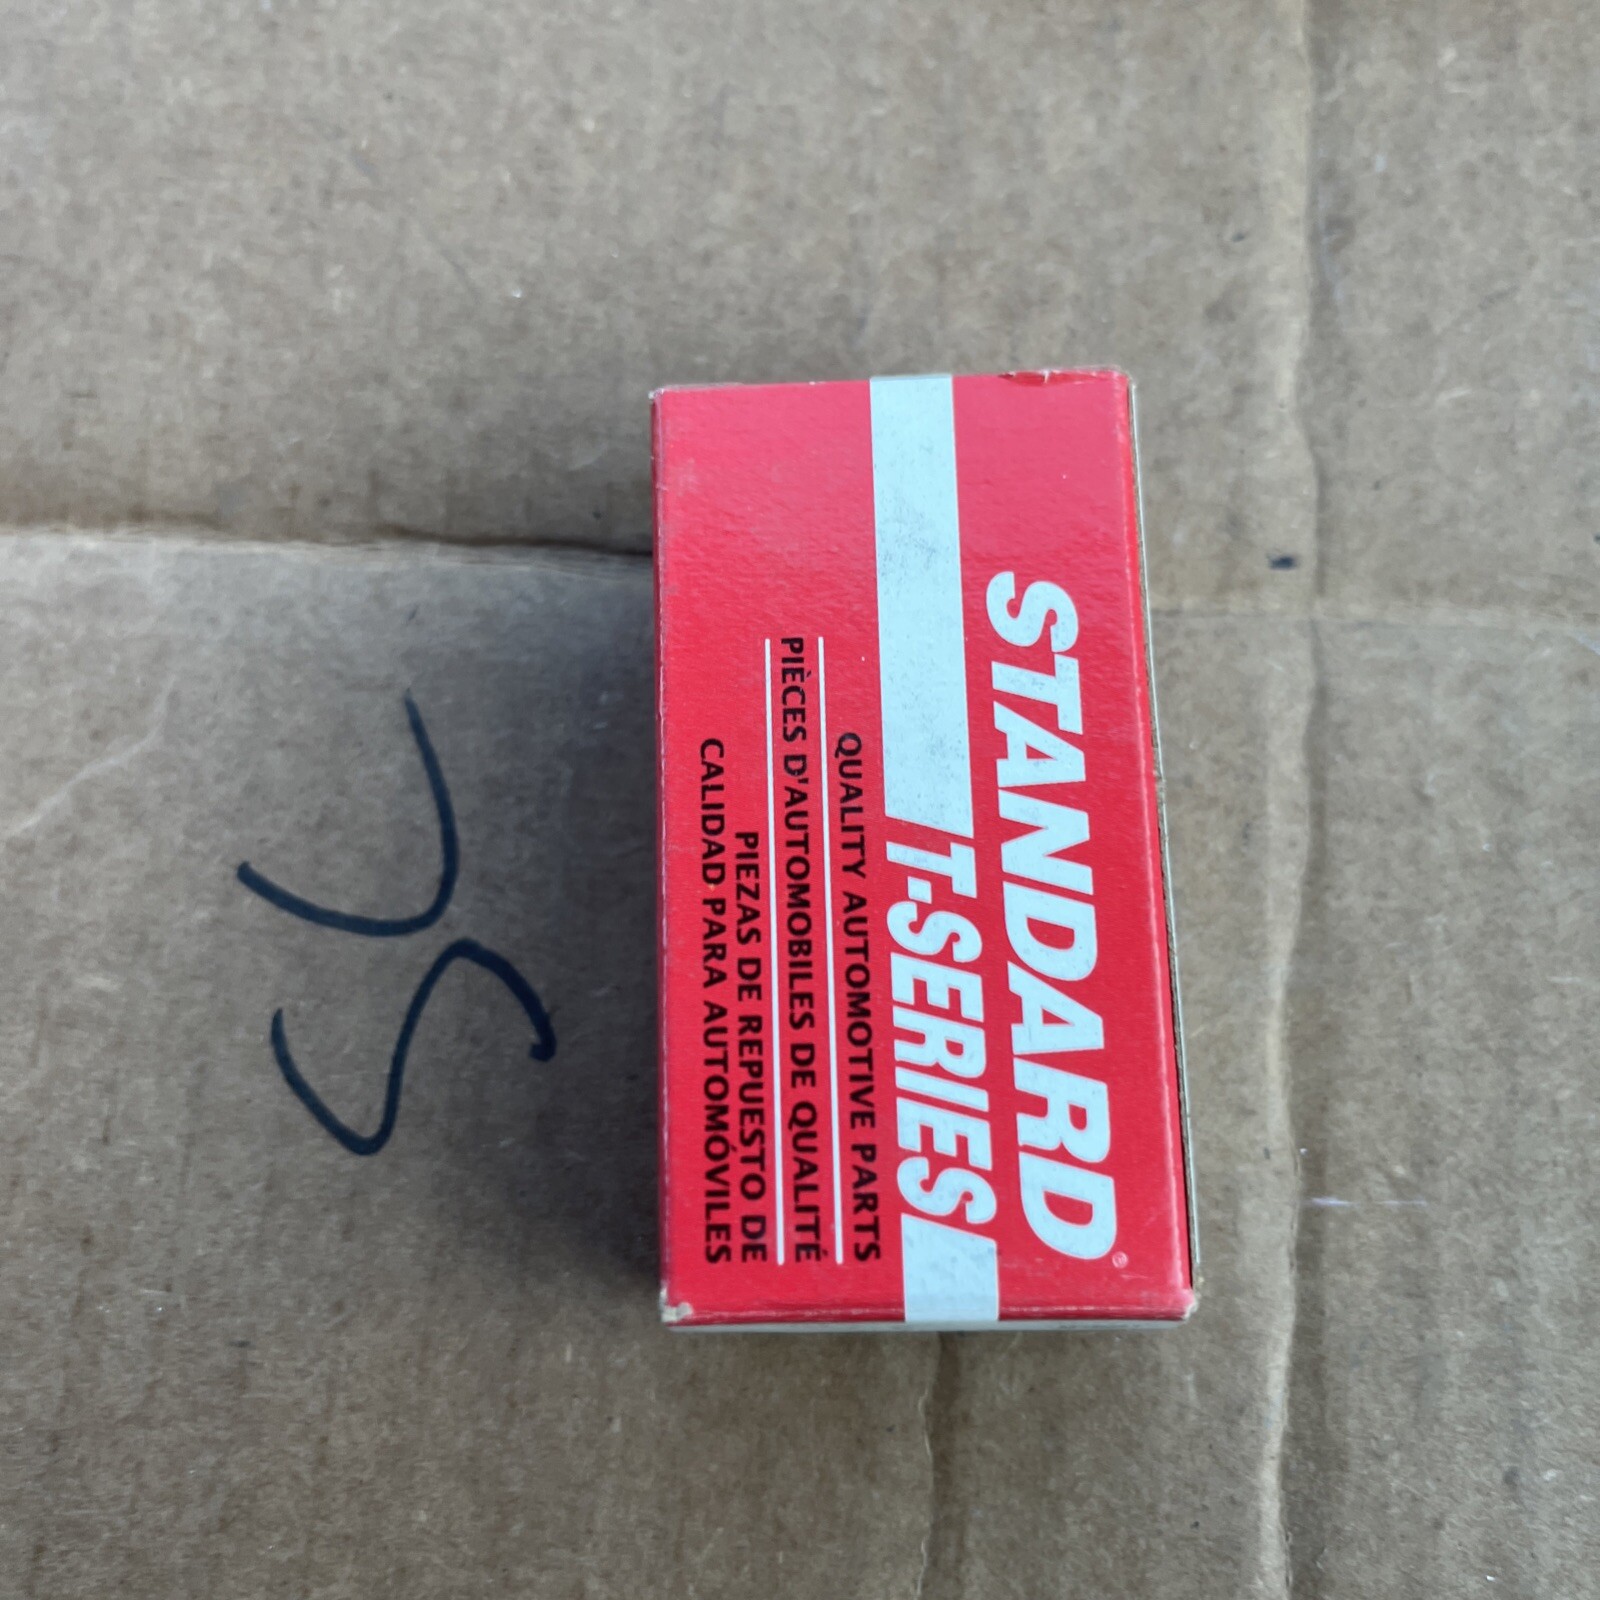 STANDARD®
T-SERIES
QUALITY AUTOMOTIVE PARTS
PIÈCES D'AUTOMOBILES DE QUALITÉ
PIEZAS DE REPUESTO DE
CALIDAD PARA AUTOMÓVILES